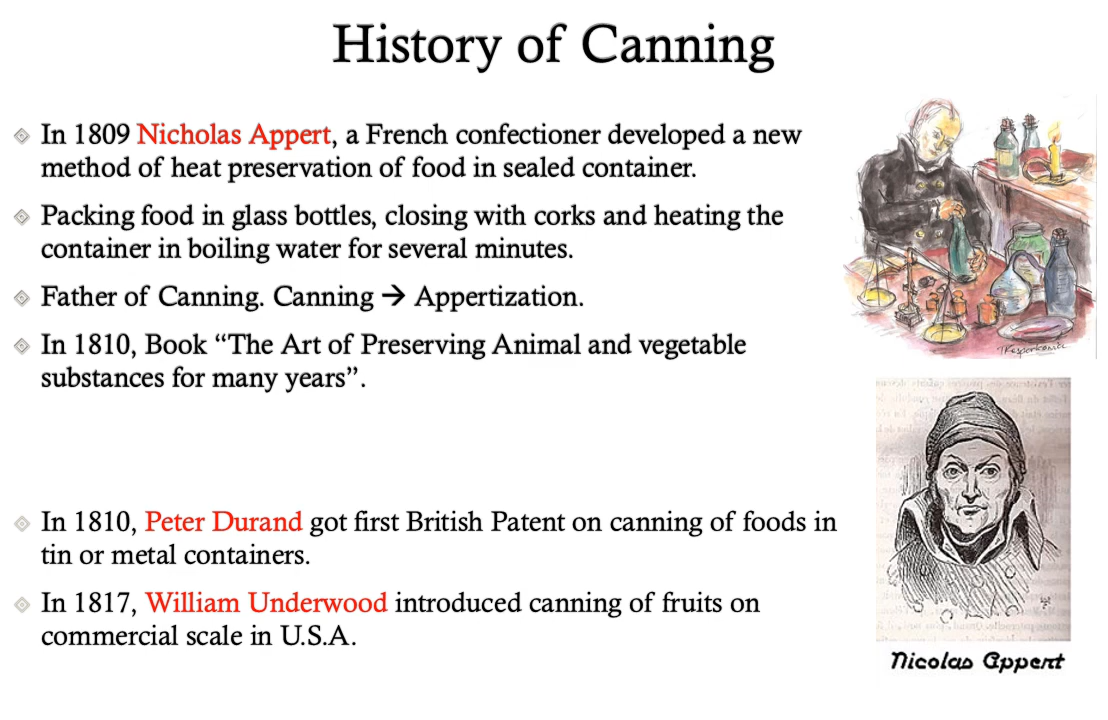 History of Canning
In 1809 Nicholas Appert, a French confectioner developed a new
method of heat preservation of food in sealed container.
Packing food in glass bottles, closing with corks and heating the
container in boiling water for several minutes.
Father of Canning. Canning → Appertization.
In 1810, Book “The Art of Preserving Animal and vegetable
substances for many years”.
In 1810, Peter Durand got first British Patent on canning of foods in
tin or metal containers.
In 1817, William Underwood introduced canning of fruits on
commercial scale in U.S.A.
Nicolas Appert